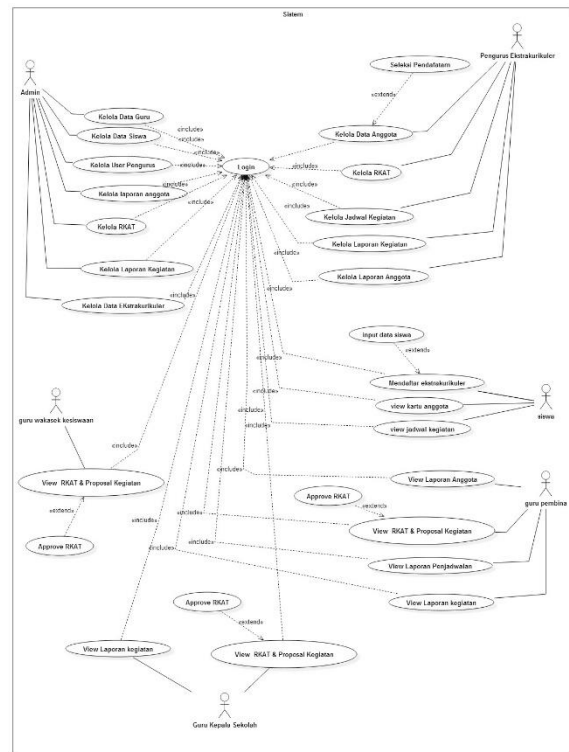 Sistem
Pengurus Ekstrakurikuler
Admin
Seleksi Pendafataran
«extend»
Kelola Data Guru
Kelola Data Siswa
Kelola User Pengurus
Kelola laporan anggota
Kelola RKAT
Kelola Laporan Kegiatan
Kelola Data EKstrakurikuler
«include»
«include»
«include»
«include»
«include»
«include»
«include»
«include»
Login
Kelola Data Anggota
Kelola RKAT
Kelola Jadwal Kegiatan
Kelola Laporan Kegiatan
Kelola Laporan Anggota
«include»
«include»
«include»
input data siswa
«extend»
Mendaftar ekstrakurikuler
view kartu anggota
view jadwal kegiatan
siswa
«include»
«include»
«include»
guru wakasek kesiswaan
View RKAT & Proposal Kegiatan
«extend»
Approve RKAT
«include»
View Laporan Anggota
guru pembina
Approve RKAT
«extend»
View RKAT & Proposal Kegiatan
View Laporan Penjadwalan
View Laporan kegiatan
«include»
«include»
«include»
«include»
«include»
«include»
Approve RKAT
«extend»
View Laporan kegiatan
View RKAT & Proposal Kegiatan
Guru Kepala Sekolah